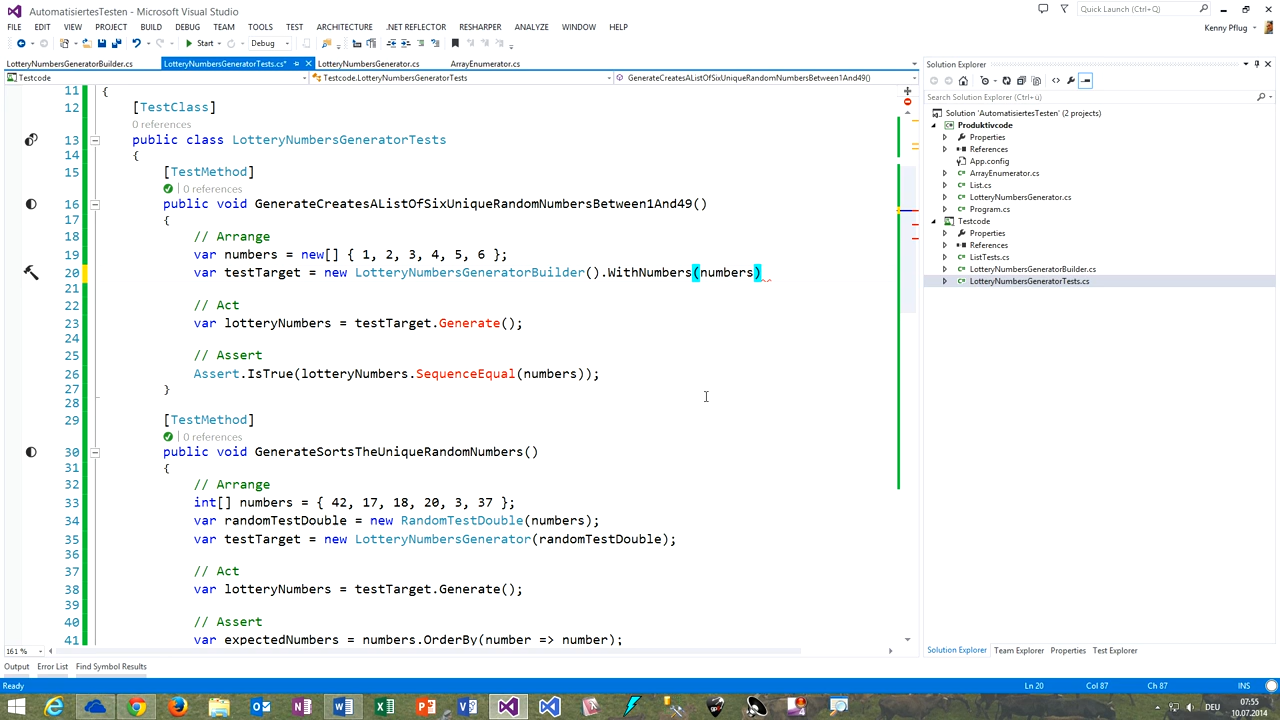 AutomatisiertesTesten - Microsoft Visual Studio
Quick Launch (Ctrl+Q)
FILE EDIT VIEW PROJECT BUILD DEBUG TEAM TOOLS TEST ARCHITECTURE .NET REFLECTOR RESHARPER ANALYZE WINDOW HELP
Kenny Pflug
Start Debug
LotteryNumbersGeneratorBuilder.cs LotteryNumbersGeneratorTests.cs* LotteryNumbersGenerator.cs ArrayEnumerator.cs
Testcode Testcode.LotteryNumbersGeneratorTests GenerateCreatesAListOfSixUniqueRandomNumbersBetween1And49()
11 {
12 [TestClass]
0 references
13 public class LotteryNumbersGeneratorTests
14 {
15 [TestMethod]
0 references
16 public void GenerateCreatesAListOfSixUniqueRandomNumbersBetween1And49()
17 {
18 // Arrange
19 var numbers = new[] { 1, 2, 3, 4, 5, 6 };
20 var testTarget = new LotteryNumbersGeneratorBuilder().WithNumbers(numbers)
21
22 // Act
23 var lotteryNumbers = testTarget.Generate();
24
25 // Assert
26 Assert.IsTrue(lotteryNumbers.SequenceEqual(numbers));
27 }
28
29 [TestMethod]
0 references
30 public void GenerateSortsTheUniqueRandomNumbers()
31 {
32 // Arrange
33 int[] numbers = { 42, 17, 18, 20, 3, 37 };
34 var randomTestDouble = new RandomTestDouble(numbers);
35 var testTarget = new LotteryNumbersGenerator(randomTestDouble);
36
37 // Act
38 var lotteryNumbers = testTarget.Generate();
39
40 // Assert
41 var expectedNumbers = numbers.OrderBy(number => number);
161 %
Solution Explorer
Search Solution Explorer (Ctrl+ü)
Solution 'AutomatisiertesTesten' (2 projects)
Produktivcode
Properties
References
App.config
ArrayEnumerator.cs
List.cs
LotteryNumbersGenerator.cs
Program.cs
Testcode
Properties
References
ListTests.cs
LotteryNumbersGeneratorBuilder.cs
LotteryNumbersGeneratorTests.cs
Solution Explorer Team Explorer Properties Test Explorer
Output Error List Find Symbol Results
Ready Ln 20 Col 87 Ch 87 INS
DEU 07:55
10.07.2014